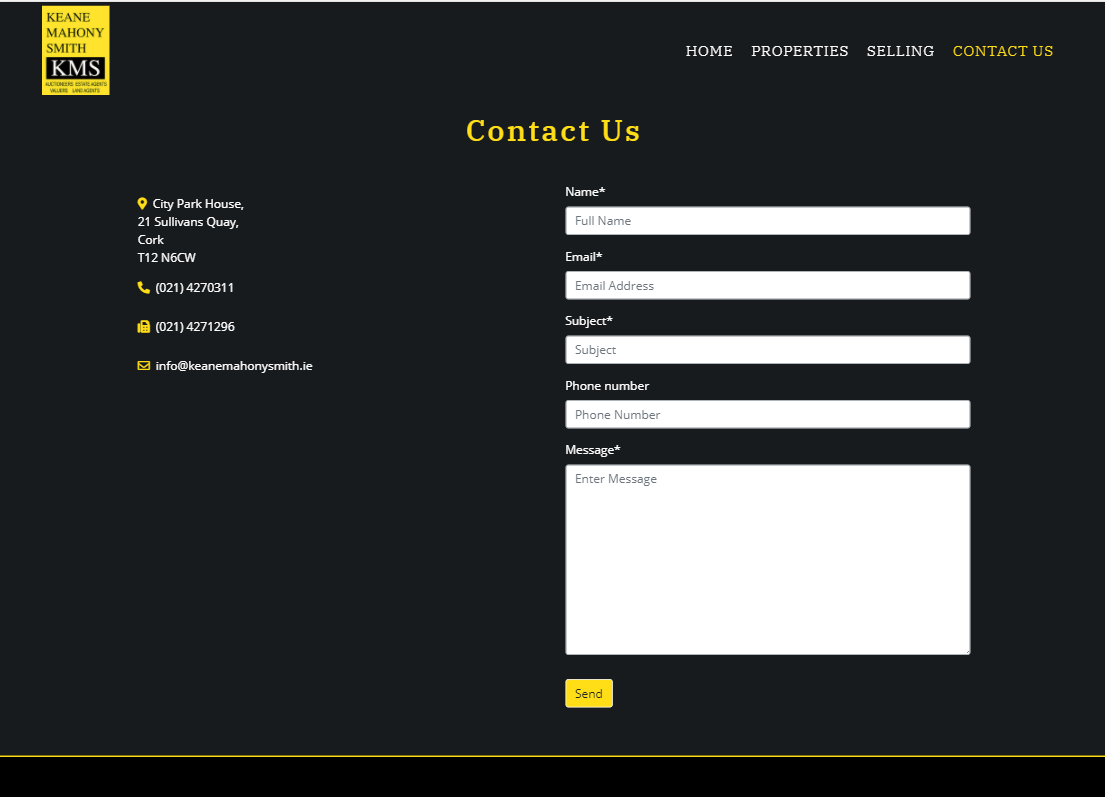 KEANE
MAHONY
SMITH
KMS
AUCTIONEERS ESTATE AGENTS
VALUERS LAND AGENTS
HOME PROPERTIES SELLING CONTACT US
Contact Us
City Park House,
21 Sullivans Quay,
Cork
T12 N6CW
(021) 4270311
(021) 4271296
info@keanemahonysmith.ie
Name*
Full Name
Email*
Email Address
Subject*
Subject
Phone number
Phone Number
Message*
Enter Message
Send